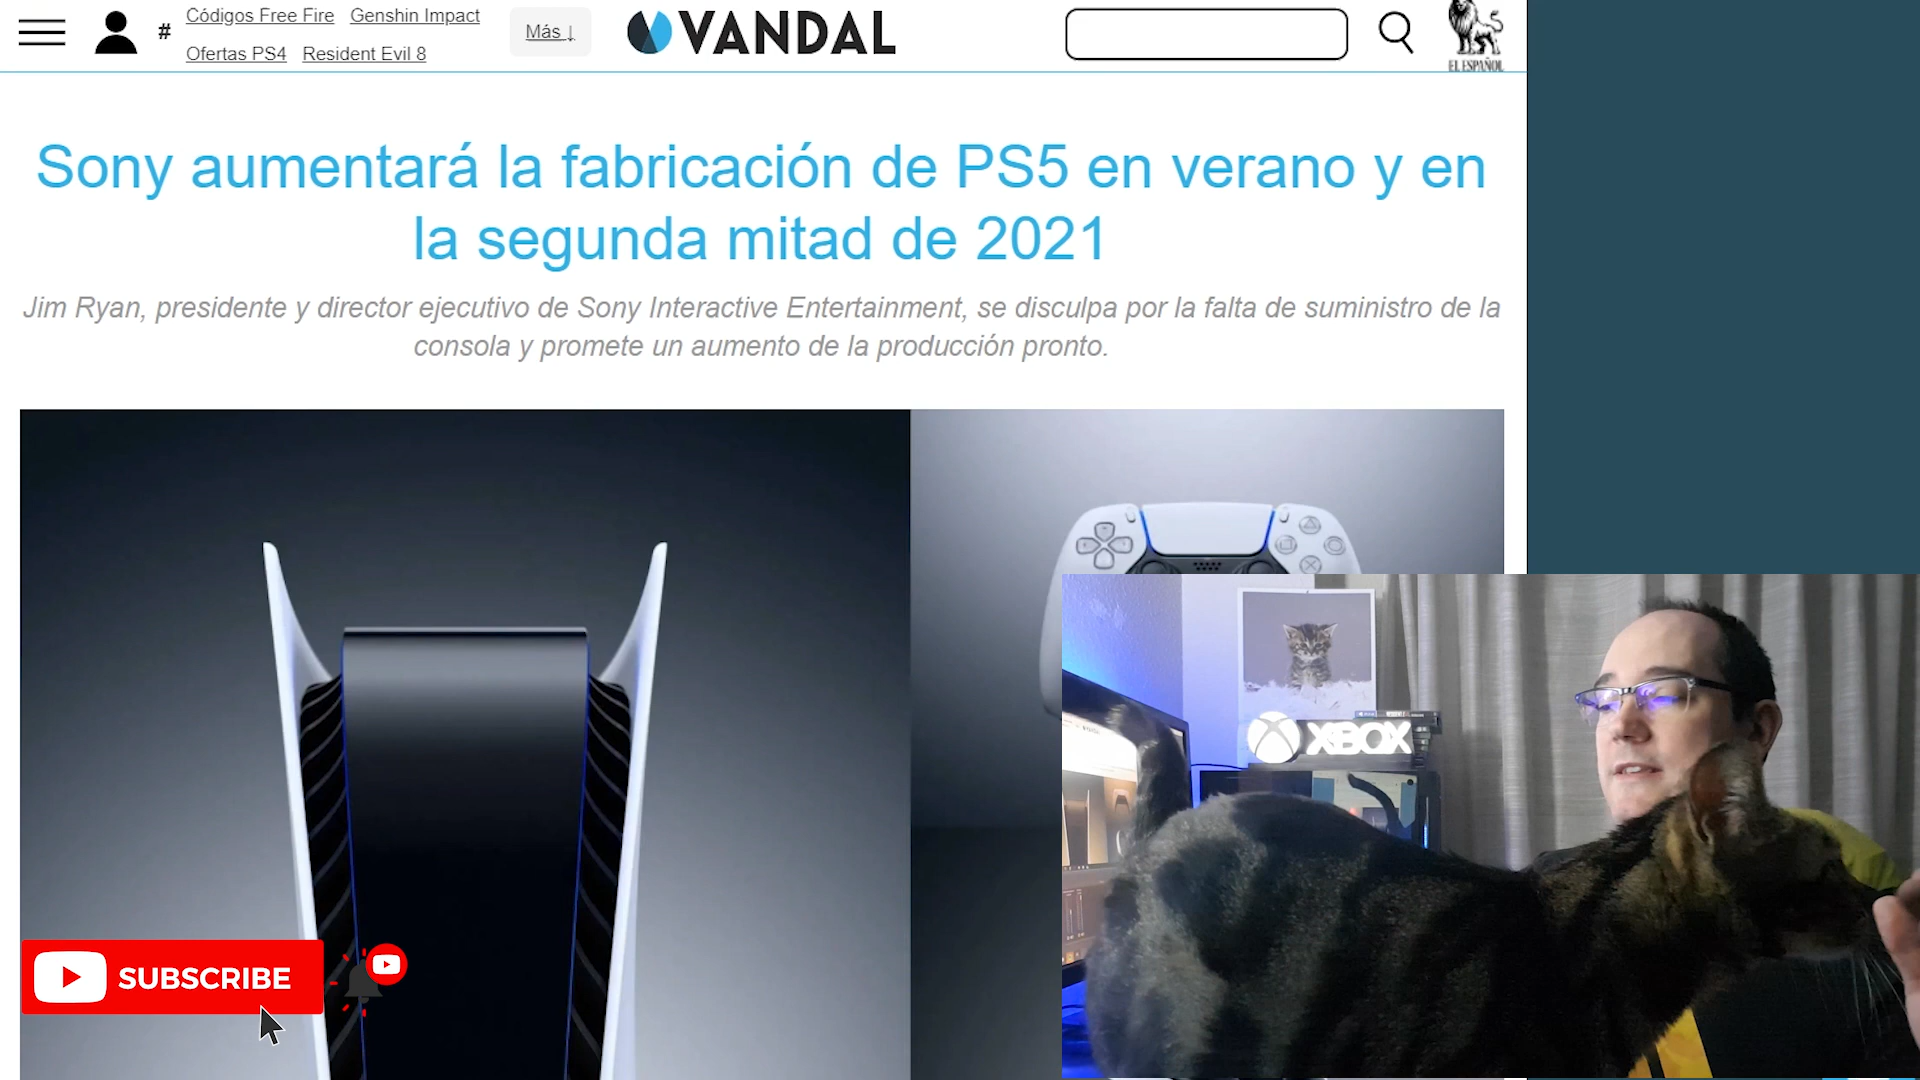 #
Códigos Free Fire Genshin Impact
Ofertas PS4 Resident Evil 8
Más ↓
VANDAL
EL ESPAÑOL
Sony aumentará la fabricación de PS5 en verano y en
la segunda mitad de 2021
Jim Ryan, presidente y director ejecutivo de Sony Interactive Entertainment, se disculpa por la falta de suministro de la
consola y promete un aumento de la producción pronto.
XBOX
SUBSCRIBE